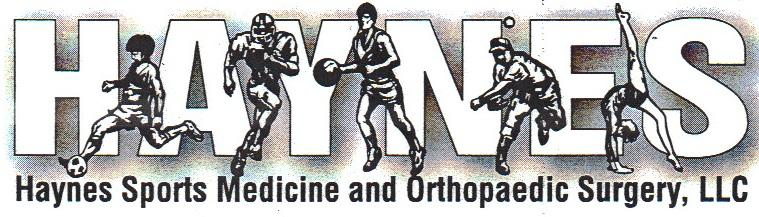 HAYNES
Haynes Sports Medicine and Orthopaedic Surgery, LLC